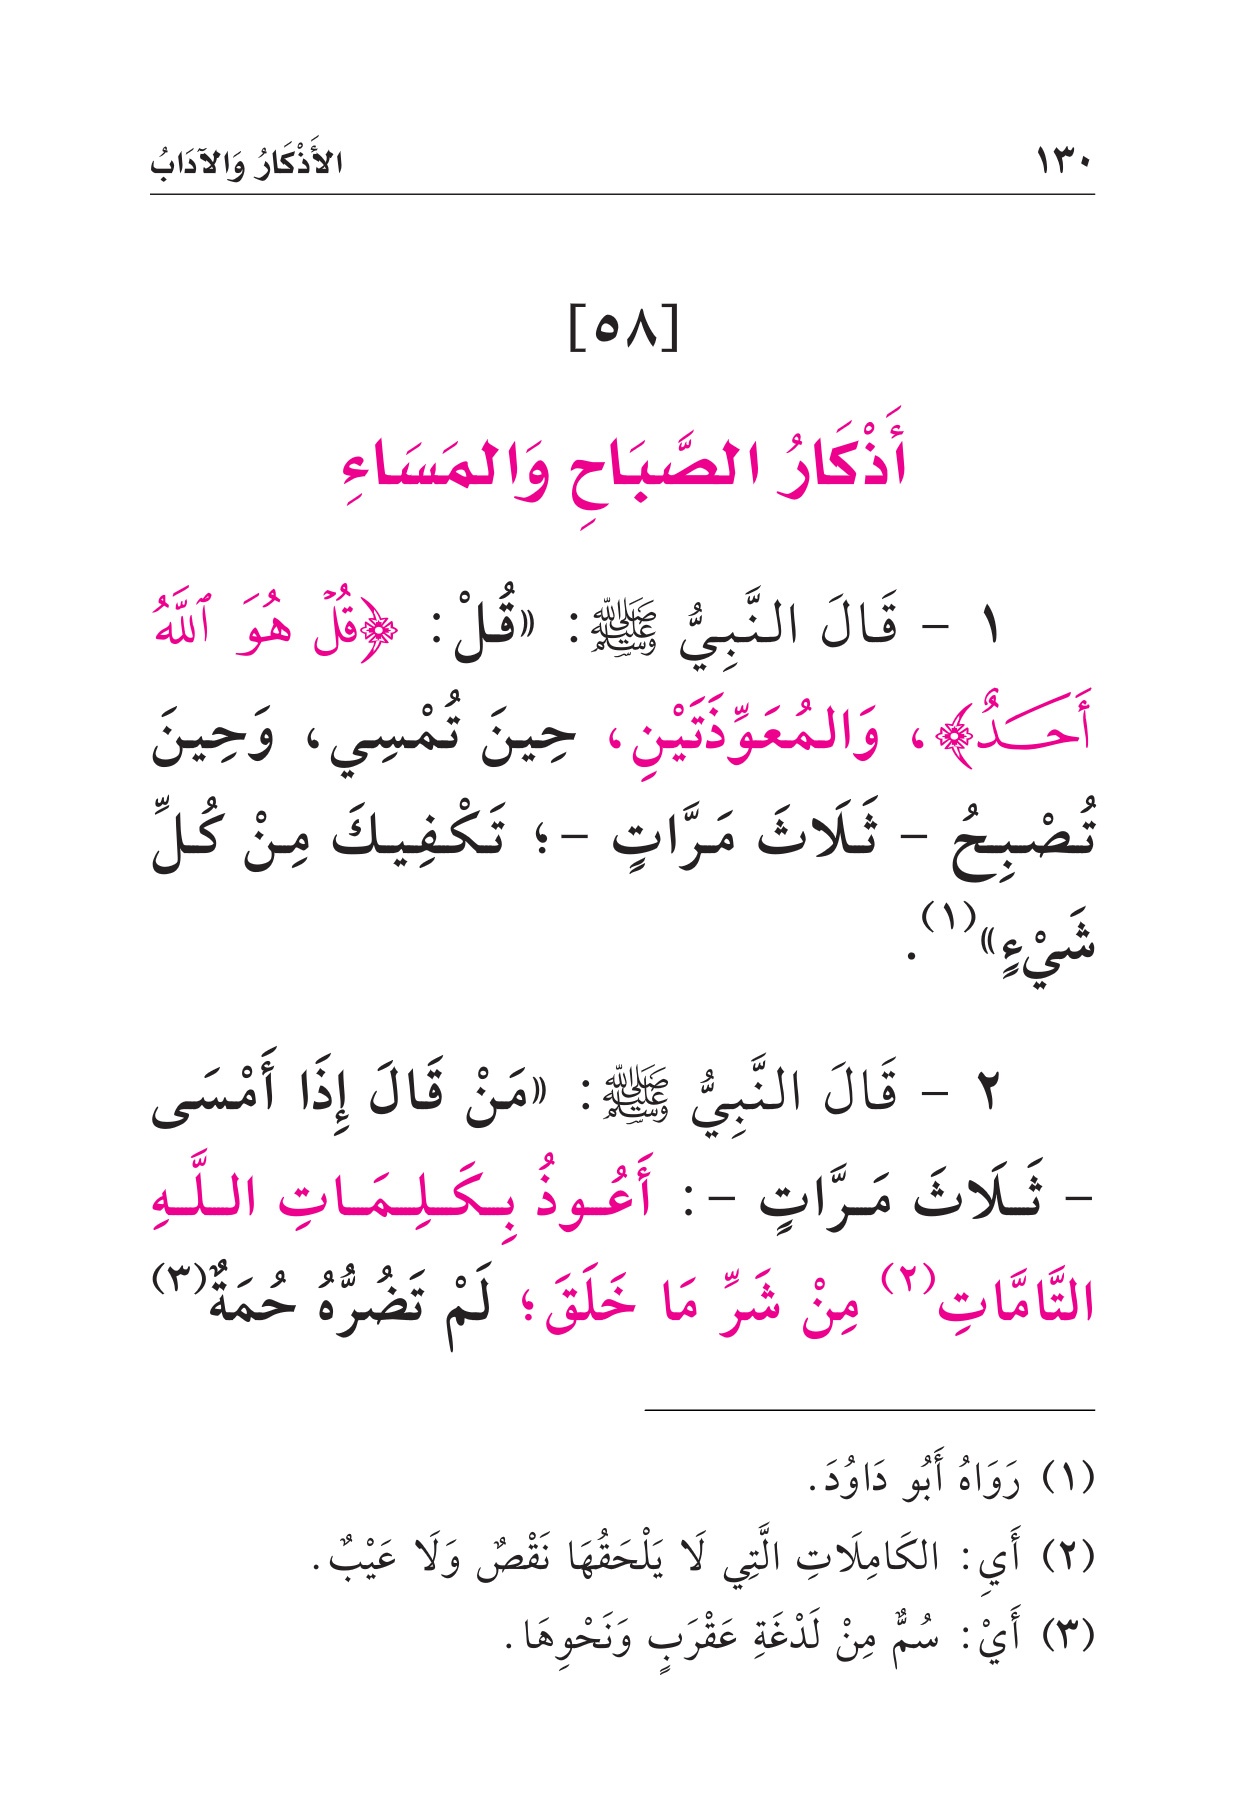 ١٣٠ الأَذْكَارُ وَالآدَابُ
[٥٨]
أَذْكَارُ الصَّبَاحِ وَالمَسَاءِ
١ - قَالَ النَّبِيُّ ﷺ: «قُلْ: ﴿قُلْ هُوَ ٱللَّهُ
أَحَدٌ﴾، وَالمُعَوِّذَتَيْنِ، حِينَ تُمْسِي، وَحِينَ
تُصْبِحُ - ثَلَاثَ مَرَّاتٍ -؛ تَكْفِيكَ مِنْ كُلِّ
شَيْءٍ»(١).
٢ - قَالَ النَّبِيُّ ﷺ: «مَنْ قَالَ إِذَا أَمْسَى
- ثَلَاثَ مَرَّاتٍ -: أَعُوذُ بِكَلِمَاتِ اللَّهِ
التَّامَّاتِ(٢) مِنْ شَرِّ مَا خَلَقَ؛ لَمْ تَضُرُّهُ حُمَةٌ(٣)
(١) رَوَاهُ أَبُو دَاوُدَ.
(٢) أَيِ: الكَامِلَاتِ الَّتِي لَا يَلْحَقُهَا نَقْصٌ وَلَا عَيْبٌ.
(٣) أَيْ: سُمٌّ مِنْ لَدْغَةِ عَقْرَبٍ وَنَحْوِهَا.